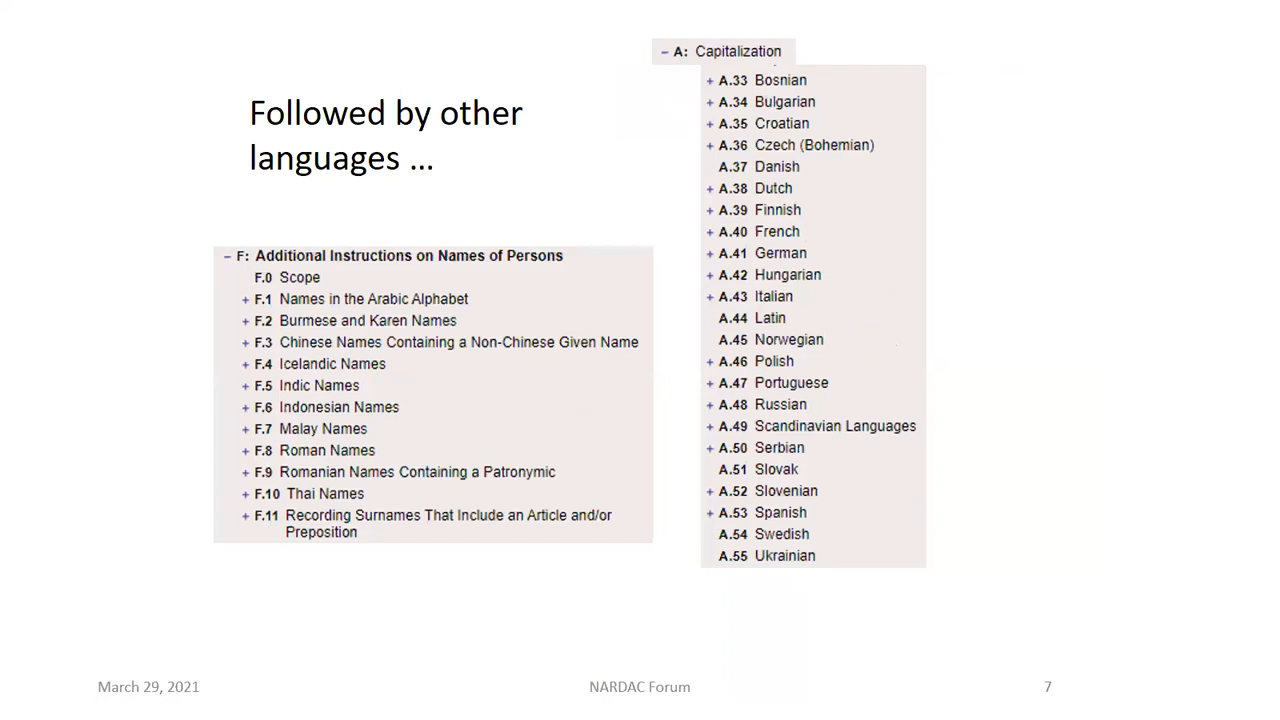 Followed by other
languages ...
− F: Additional Instructions on Names of Persons
F.0 Scope
+ F.1 Names in the Arabic Alphabet
+ F.2 Burmese and Karen Names
+ F.3 Chinese Names Containing a Non-Chinese Given Name
+ F.4 Icelandic Names
+ F.5 Indic Names
+ F.6 Indonesian Names
+ F.7 Malay Names
+ F.8 Roman Names
+ F.9 Romanian Names Containing a Patronymic
+ F.10 Thai Names
+ F.11 Recording Surnames That Include an Article and/or
Preposition
− A: Capitalization
+ A.33 Bosnian
+ A.34 Bulgarian
+ A.35 Croatian
+ A.36 Czech (Bohemian)
A.37 Danish
+ A.38 Dutch
+ A.39 Finnish
+ A.40 French
+ A.41 German
+ A.42 Hungarian
+ A.43 Italian
A.44 Latin
A.45 Norwegian
+ A.46 Polish
+ A.47 Portuguese
+ A.48 Russian
+ A.49 Scandinavian Languages
+ A.50 Serbian
A.51 Slovak
+ A.52 Slovenian
+ A.53 Spanish
A.54 Swedish
A.55 Ukrainian
March 29, 2021
NARDAC Forum
7